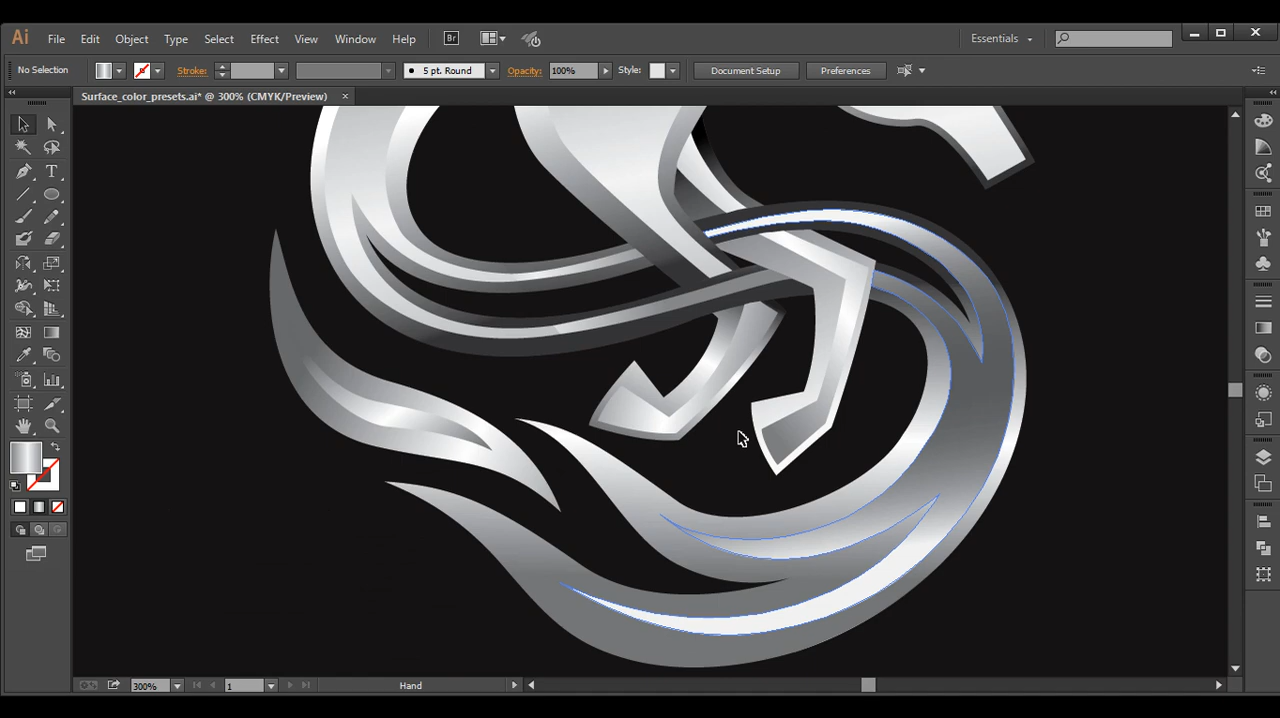 Ai File Edit Object Type Select Effect View Window Help Br Essentials
No Selection Stroke: 5 pt. Round Opacity: 100% Style: Document Setup Preferences
Surface_color_presets.ai* @ 300% (CMYK/Preview)
T
300% 1 Hand